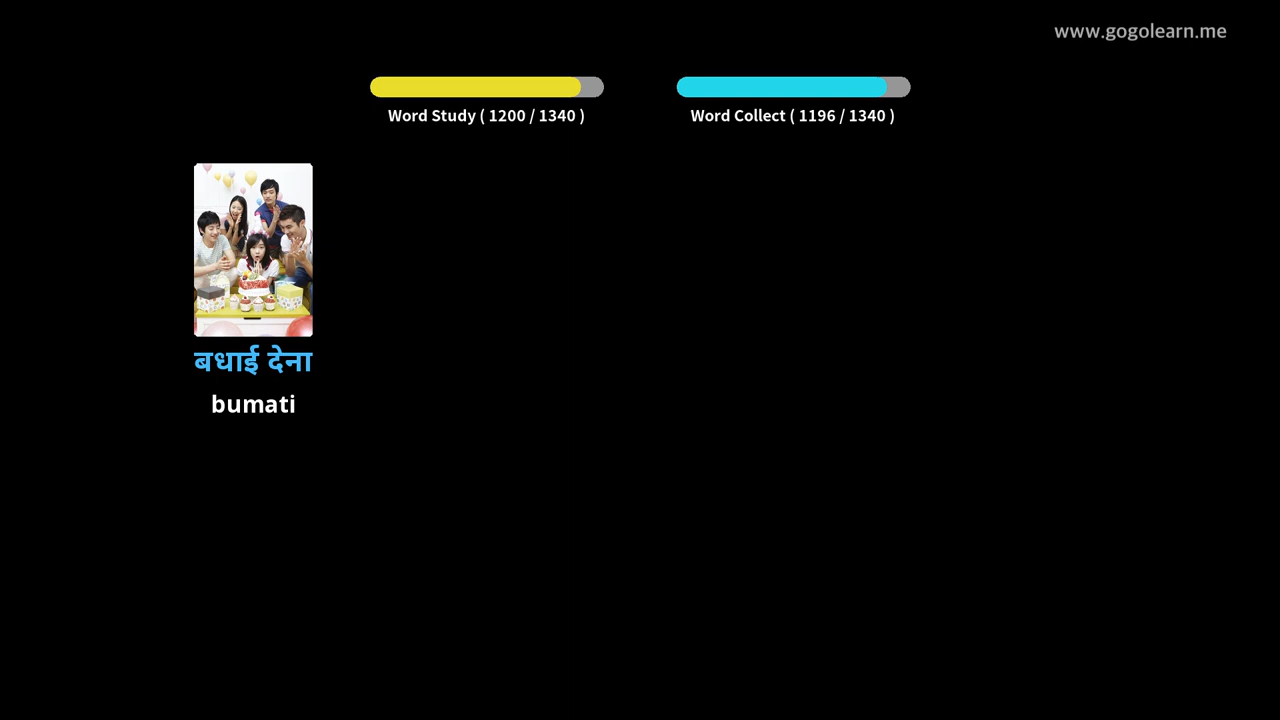 www.gogolearn.me
Word Study ( 1200 / 1340 )
Word Collect ( 1196 / 1340 )
बधाई देना
bumati